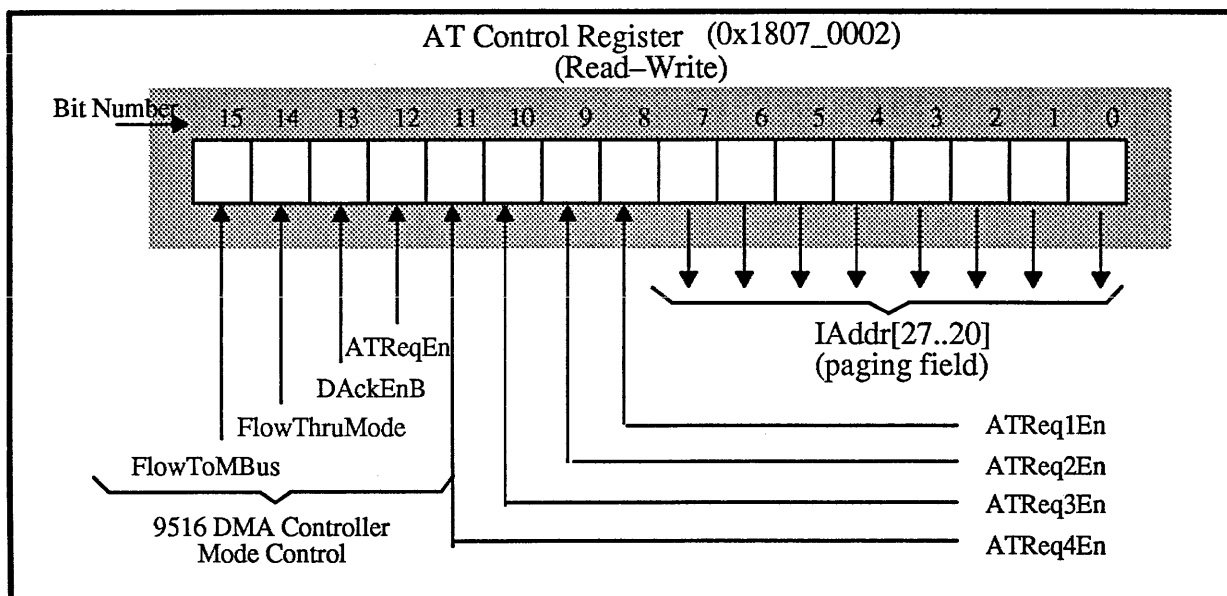 AT Control Register (0x1807_0002)
(Read–Write)
Bit Number
15 14 13 12 11 10 9 8 7 6 5 4 3 2 1 0
IAddr[27..20]
(paging field)
ATReqEn
DAckEnB
FlowThruMode
FlowToMBus
9516 DMA Controller
Mode Control
ATReq1En
ATReq2En
ATReq3En
ATReq4En